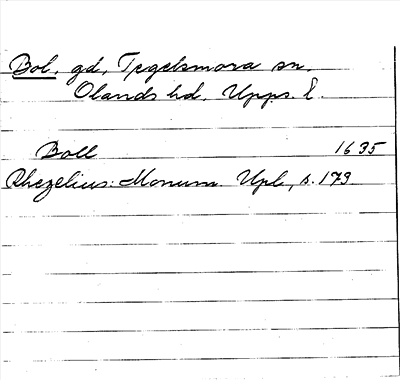 Bol, gd, Tegelsmora sn.
Olands hd. Upps. l.
Boll 1635
Rhezelius: Monum. Upl., s. 179